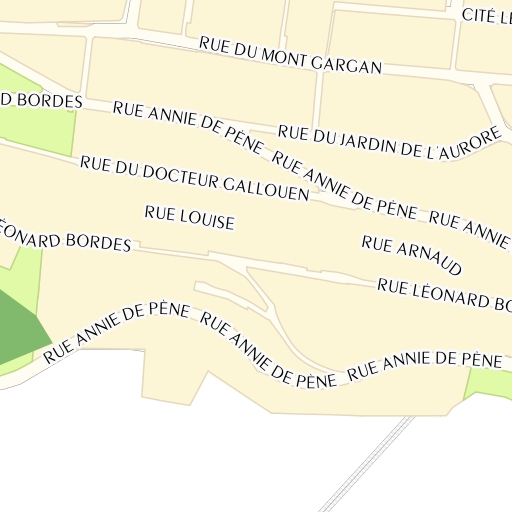 CITÉ LE
RUE DU MONT GARGAN
D BORDES
RUE ANNIE DE PÈNE
RUE DU JARDIN DE L'AURORE
RUE ANNIE DE PÈNE
RUE DU DOCTEUR GALLOUEN
RUE LOUISE
RUE ANNIE
ÉONARD BORDES
RUE ARNAUD
RUE LÉONARD BO
RUE ANNIE DE PÈNE
RUE ANNIE DE PÈNE
RUE ANNIE DE PÈNE